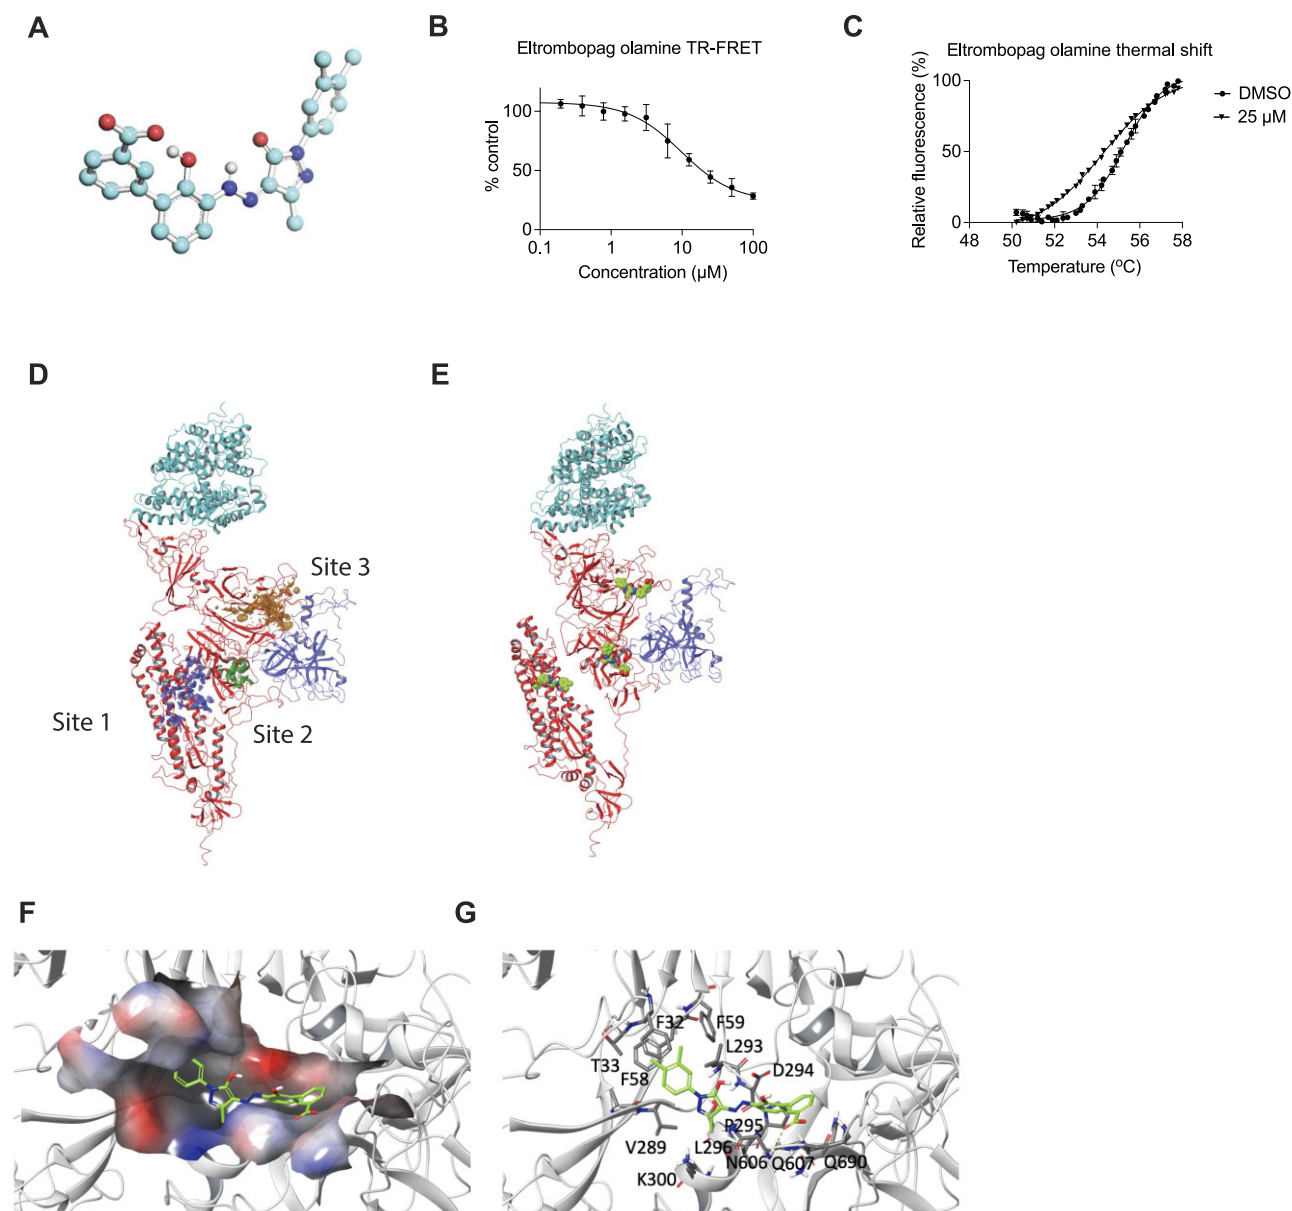 A
B
Eltrombopag olamine TR-FRET
% control
100
50
0
0.1
1
10
100
Concentration (µM)
C
Eltrombopag olamine thermal shift
Relative fluorescence (%)
100
50
0
48
50
52
54
56
58
Temperature (ºC)
DMSO
25 µM
D
Site 3
Site 1
Site 2
E
F
G
F32
F59
L293
T33
F58
D294
P295
V289
L296
N606
Q607
Q690
K300